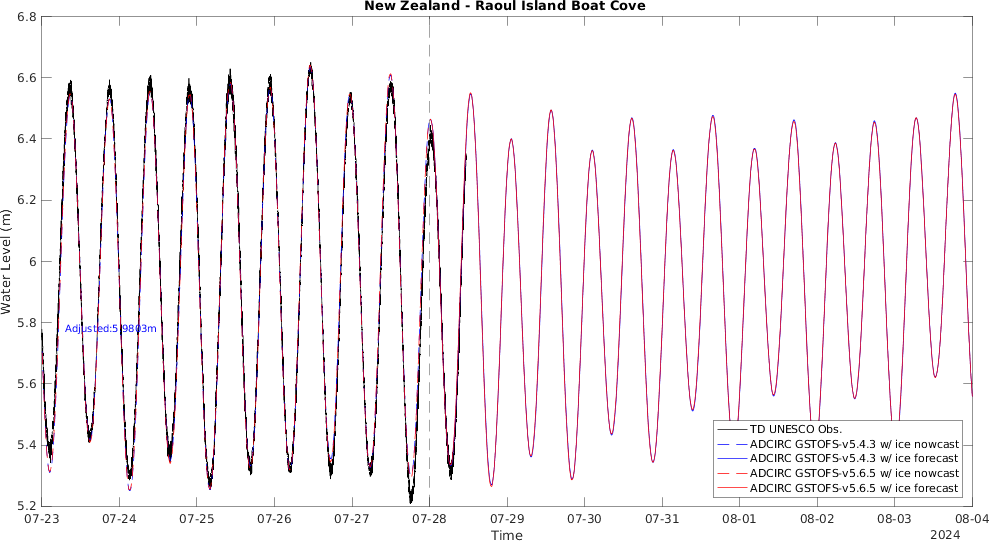 New Zealand - Raoul Island Boat Cove
6.8
6.6
6.4
6.2
6
5.8
5.6
5.4
5.2
Water Level (m)
Adjusted:5.9803m
TD UNESCO Obs.
ADCIRC GSTOFS-v5.4.3 w/ ice nowcast
ADCIRC GSTOFS-v5.4.3 w/ ice forecast
ADCIRC GSTOFS-v5.6.5 w/ ice nowcast
ADCIRC GSTOFS-v5.6.5 w/ ice forecast
07-23 07-24 07-25 07-26 07-27 07-28 07-29 07-30 07-31 08-01 08-02 08-03 08-04
Time
2024